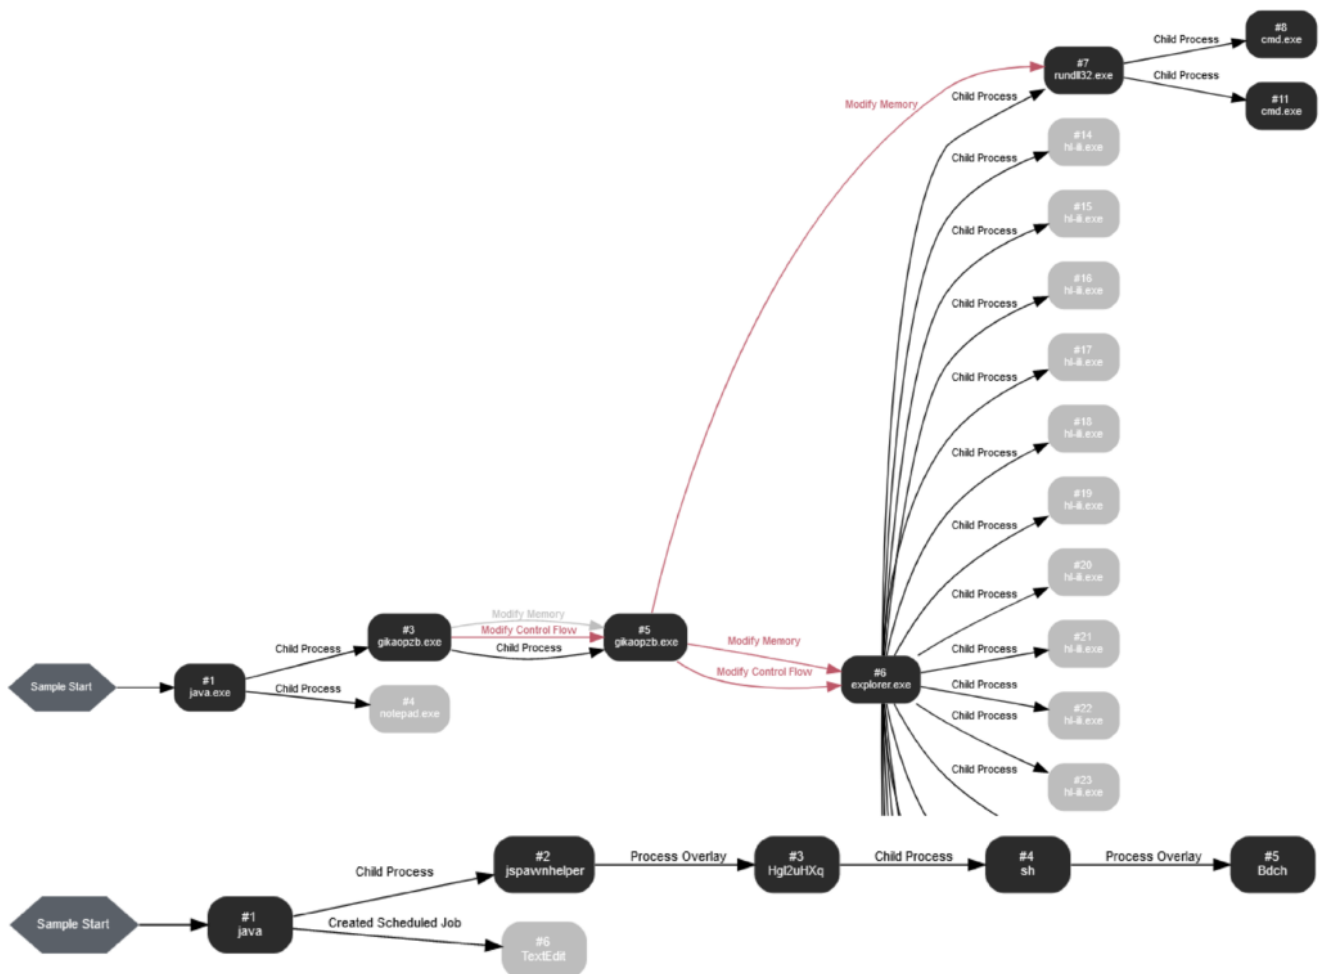 #8
cmd.exe
Child Process
#7
rundll32.exe
Child Process
#11
cmd.exe
Modify Memory
Child Process
#14
Child Process
#15
Child Process
#16
Child Process
#17
Child Process
#18
Child Process
#19
Child Process
#20
Child Process
#21
Child Process
#22
Child Process
#23
Child Process
Modify Memory
#3
gikaopzb.exe
Modify Control Flow
Child Process
#5
gikaopzb.exe
Modify Memory
Modify Control Flow
#6
explorer.exe
Sample Start
#1
java.exe
Child Process
Child Process
#4
notepad.exe
Sample Start
#1
java
Child Process
Created Scheduled Job
#2
jspawnhelper
Process Overlay
#3
Hgl2uHXq
Child Process
#4
sh
Process Overlay
#5
Bdch
#6
TextEdit